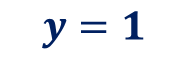 y = 1